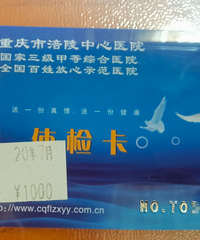 重庆市涪陵中心医院
国家三级甲等综合医院
全国百姓放心示范医院
送一份真情、送一份健康
体检卡
20年7月
¥1000
http://www.cqflzxyy.com.cn
NO.Y0